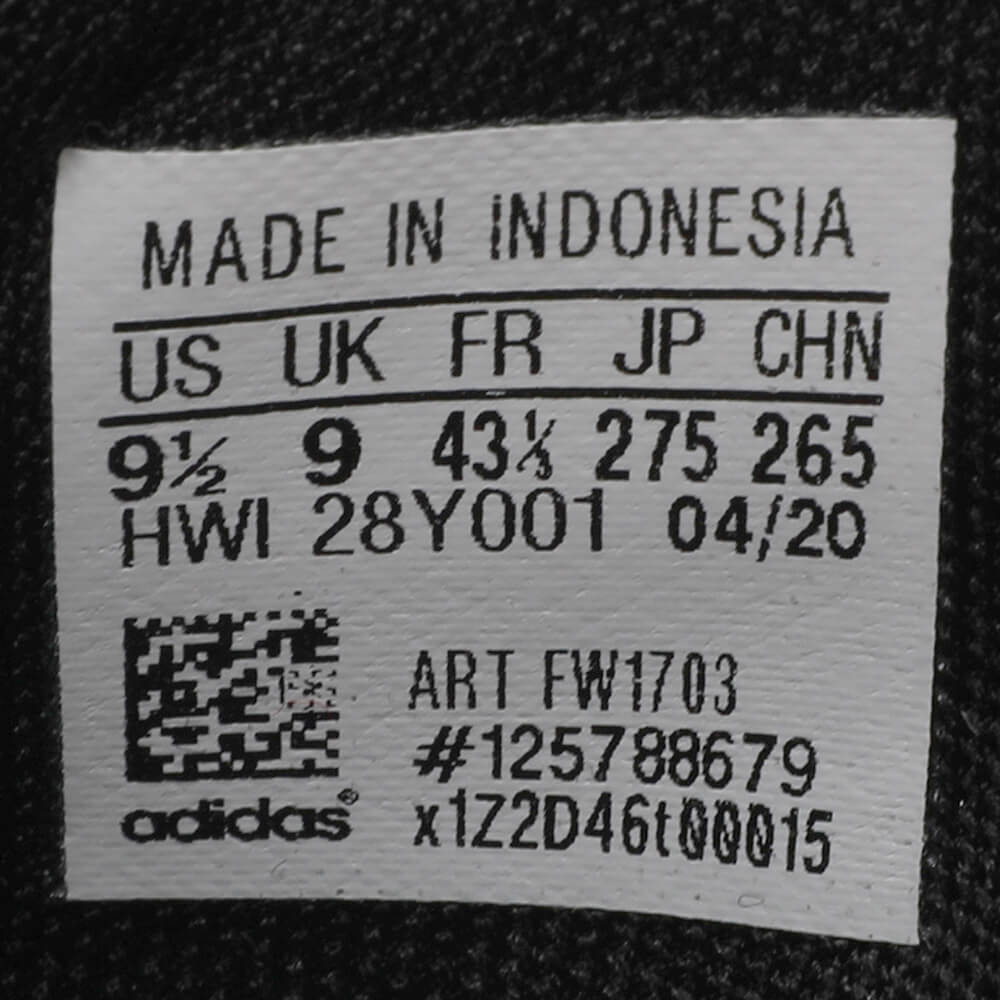 MADE IN INDONESIA
US UK FR JP CHN
9½ 9 43⅓ 275 265
HWI 28Y001 04/20
ART FW1703
#125788679
adidas® x1Z2D46t00015